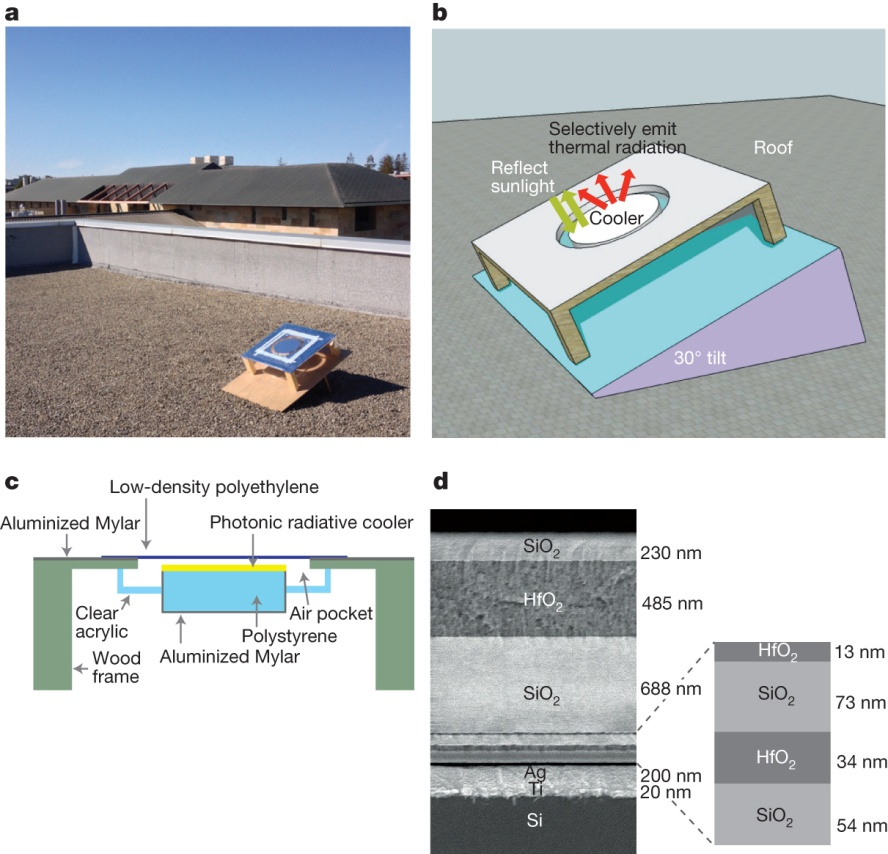 a
b
Selectively emit
thermal radiation
Roof
Reflect
sunlight
Cooler
30° tilt
c
Low-density polyethylene
Aluminized Mylar
Photonic radiative cooler
Clear
acrylic
Air pocket
Polystyrene
Aluminized Mylar
Wood
frame
d
SiO₂
230 nm
HfO₂
485 nm
SiO₂
688 nm
Ag
200 nm
Ti
20 nm
Si
HfO₂
13 nm
SiO₂
73 nm
HfO₂
34 nm
SiO₂
54 nm